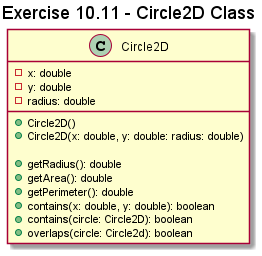 Exercise 10.11 - Circle2D Class
C Circle2D
x: double
y: double
radius: double
Circle2D()
Circle2D(x: double, y: double: radius: double)
getRadius(): double
getArea(): double
getPerimeter(): double
contains(x: double, y: double): boolean
contains(circle: Circle2D): boolean
overlaps(circle: Circle2d): boolean